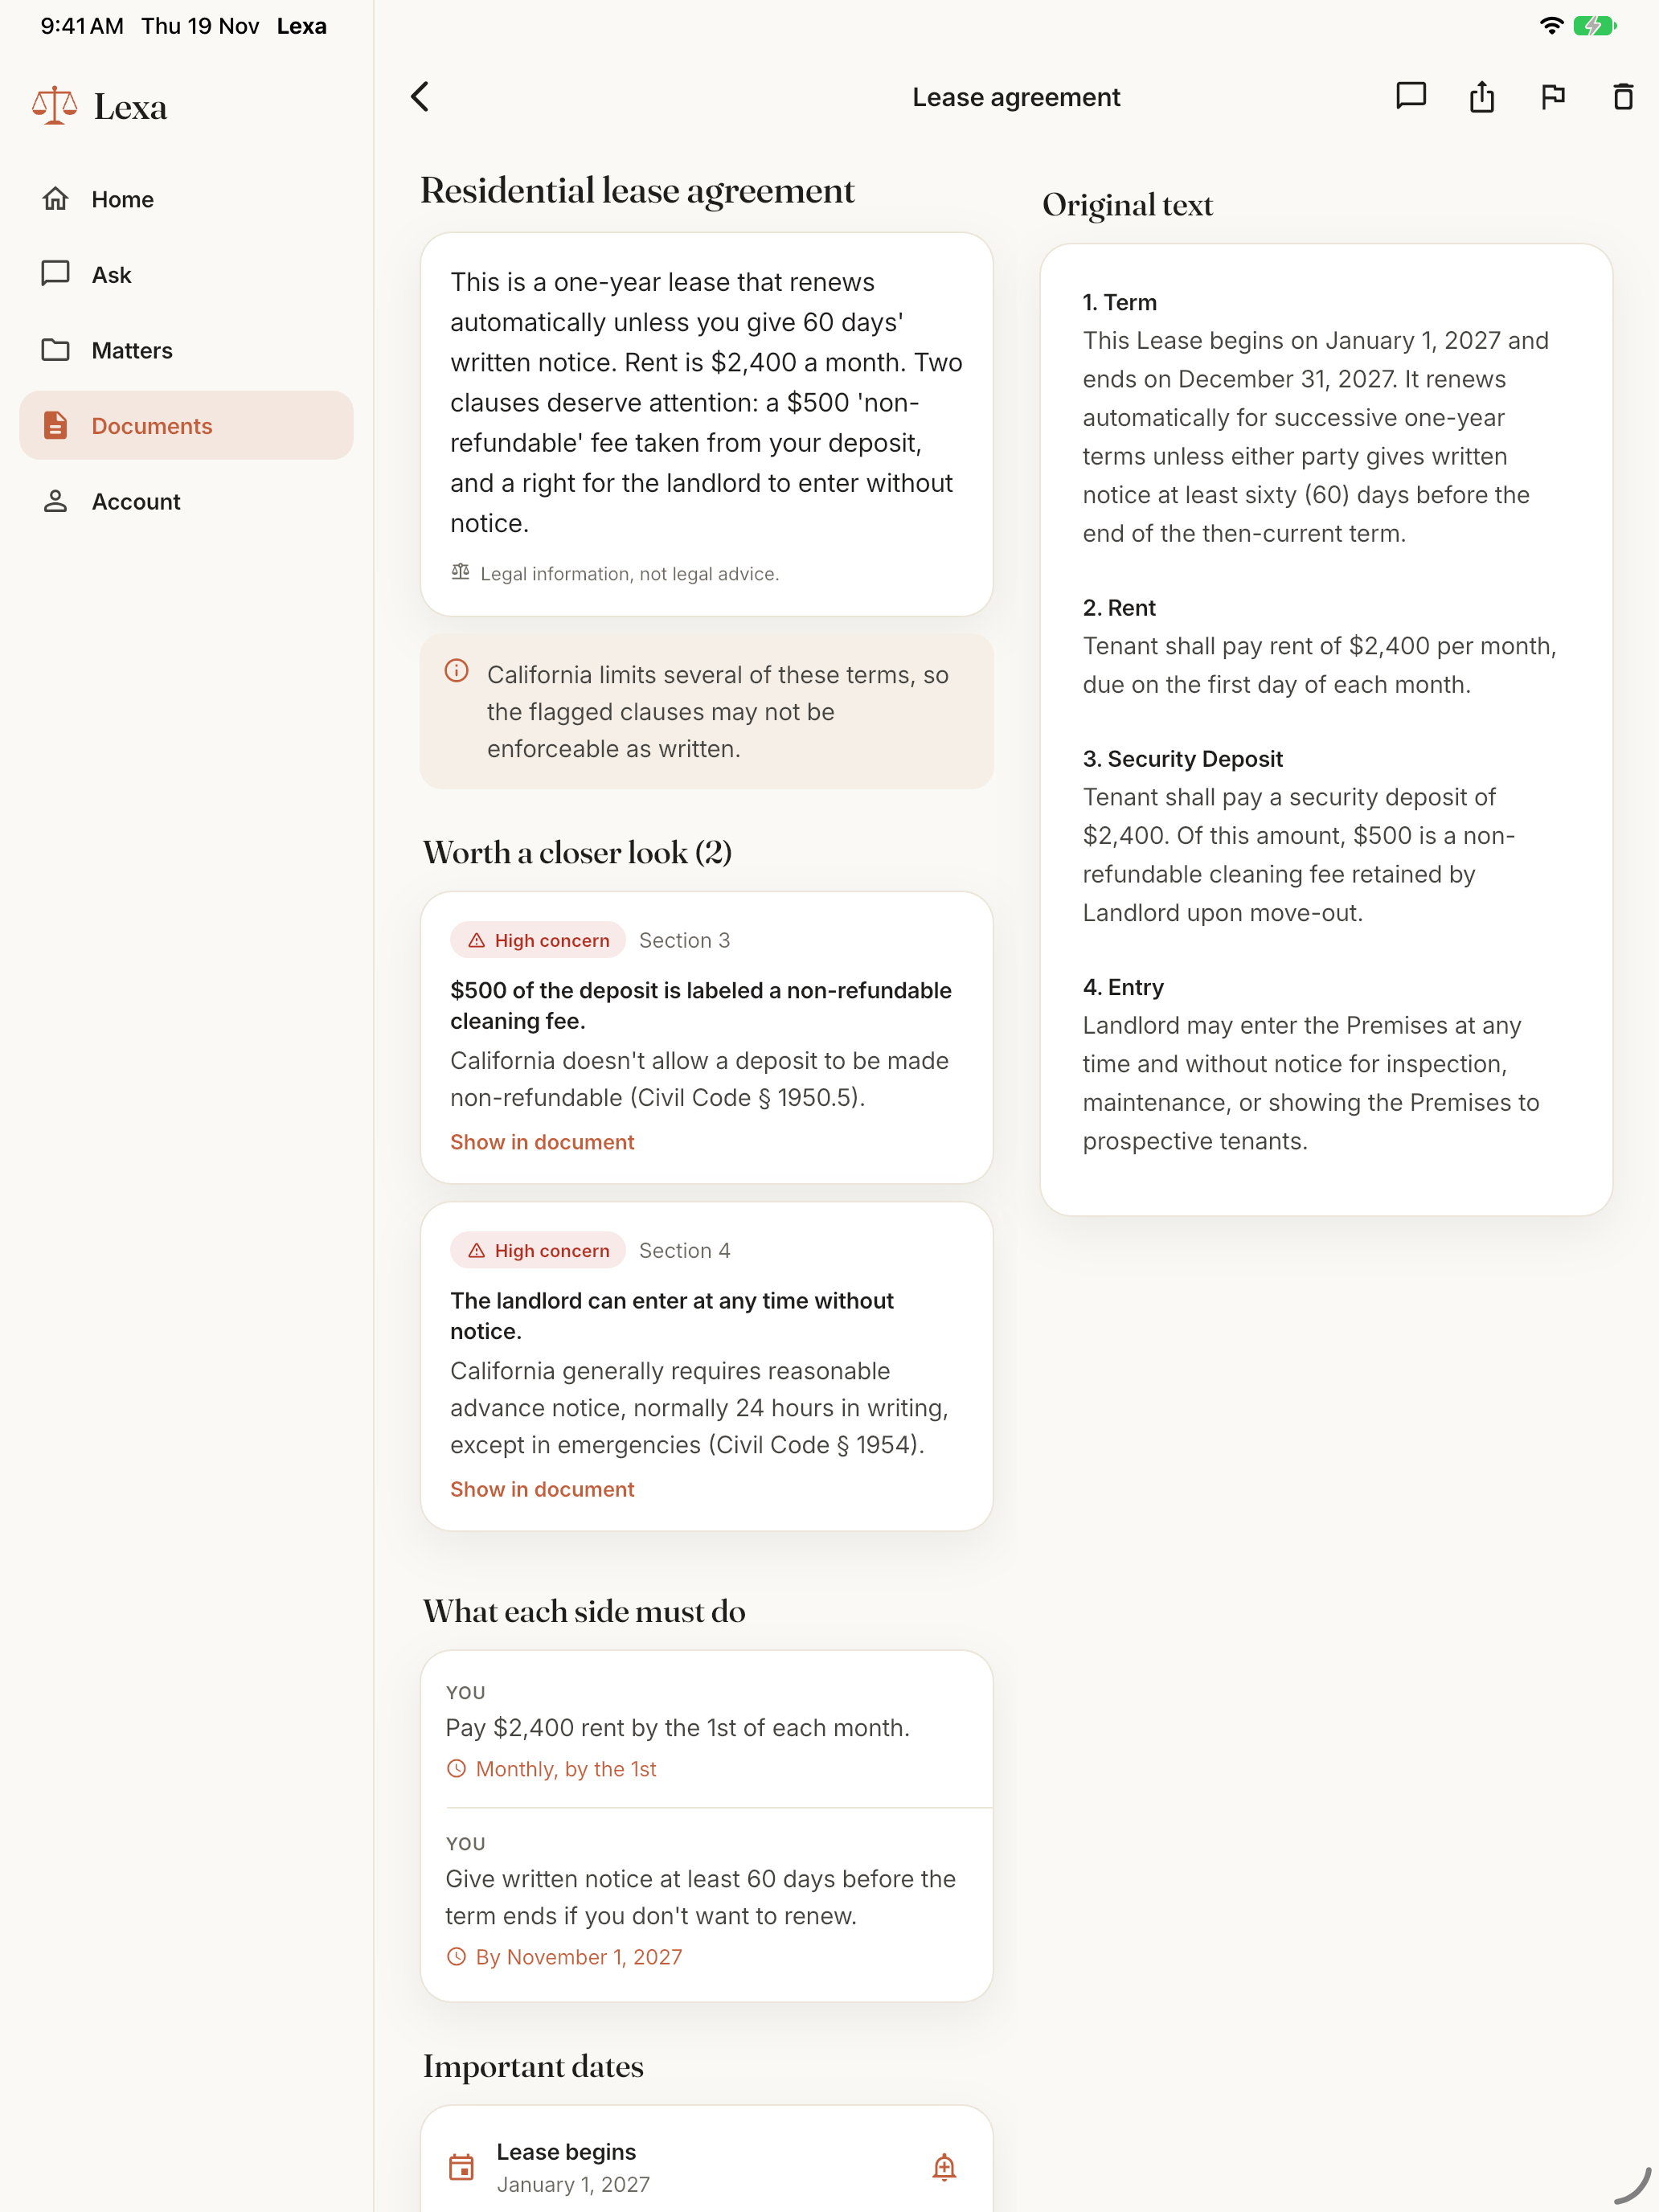 9:41 AM Thu 19 Nov Lexa
Lexa
Home
Ask
Matters
Documents
Account
Lease agreement
Residential lease agreement
This is a one-year lease that renews
automatically unless you give 60 days'
written notice. Rent is $2,400 a month. Two
clauses deserve attention: a $500 'non-
refundable' fee taken from your deposit,
and a right for the landlord to enter without
notice.
Legal information, not legal advice.
California limits several of these terms, so
the flagged clauses may not be
enforceable as written.
Worth a closer look (2)
High concern Section 3
$500 of the deposit is labeled a non-refundable
cleaning fee.
California doesn't allow a deposit to be made
non-refundable (Civil Code § 1950.5).
Show in document
High concern Section 4
The landlord can enter at any time without
notice.
California generally requires reasonable
advance notice, normally 24 hours in writing,
except in emergencies (Civil Code § 1954).
Show in document
What each side must do
YOU
Pay $2,400 rent by the 1st of each month.
Monthly, by the 1st
YOU
Give written notice at least 60 days before the
term ends if you don't want to renew.
By November 1, 2027
Important dates
Lease begins
January 1, 2027
Original text
1. Term
This Lease begins on January 1, 2027 and
ends on December 31, 2027. It renews
automatically for successive one-year
terms unless either party gives written
notice at least sixty (60) days before the
end of the then-current term.
2. Rent
Tenant shall pay rent of $2,400 per month,
due on the first day of each month.
3. Security Deposit
Tenant shall pay a security deposit of
$2,400. Of this amount, $500 is a non-
refundable cleaning fee retained by
Landlord upon move-out.
4. Entry
Landlord may enter the Premises at any
time and without notice for inspection,
maintenance, or showing the Premises to
prospective tenants.